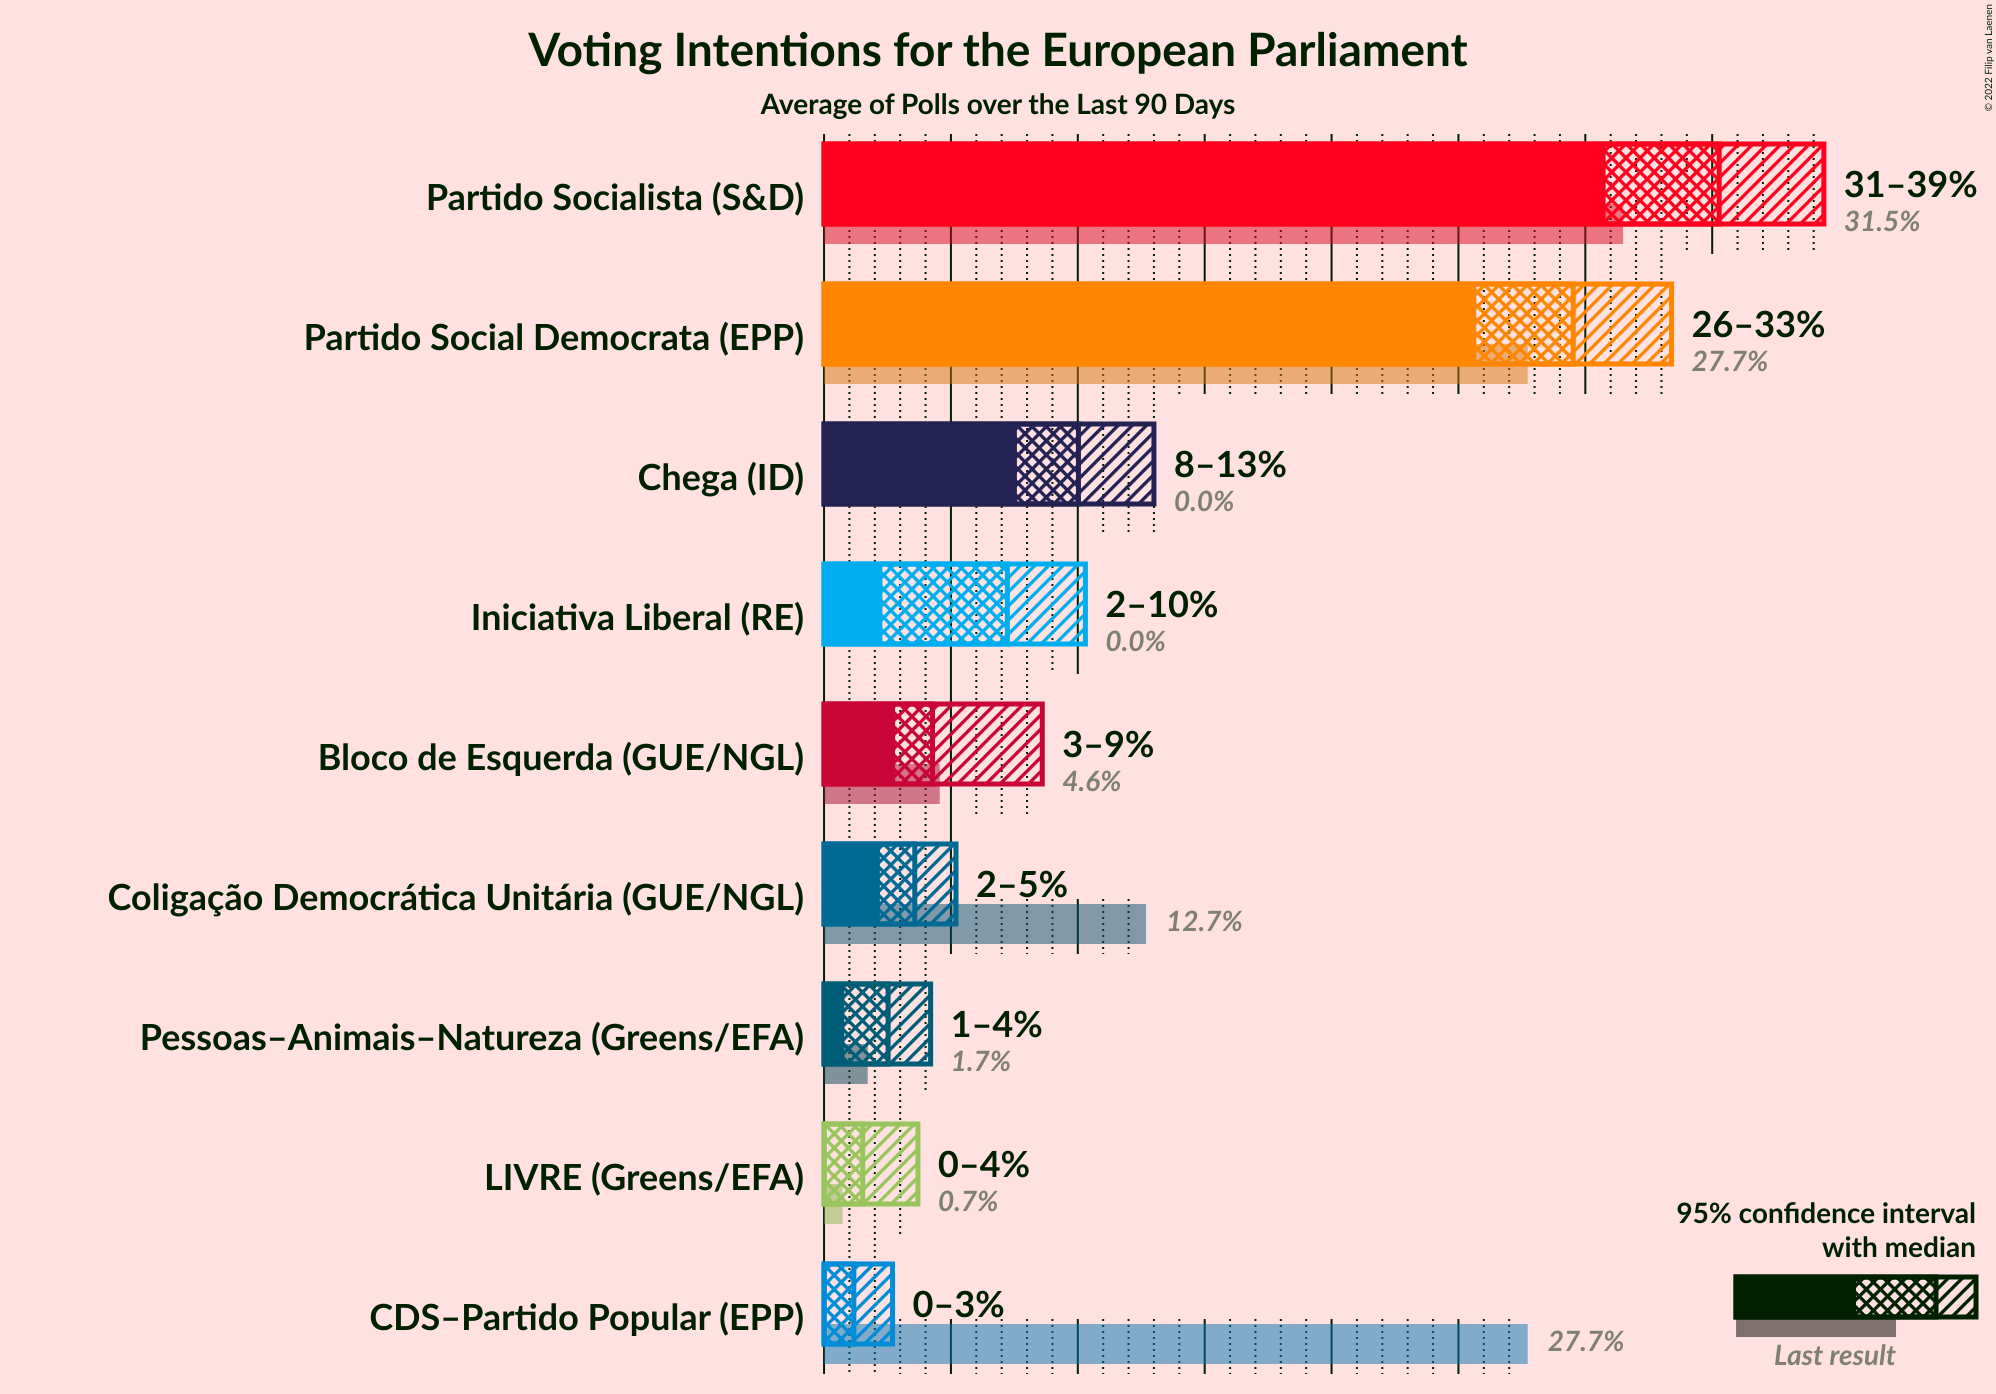 Voting Intentions for the European Parliament
Average of Polls over the Last 90 Days
© 2022 Filip van Laenen
Partido Socialista (S&D)
31–39%
31.5%
Partido Social Democrata (EPP)
26–33%
27.7%
Chega (ID)
8–13%
0.0%
Iniciativa Liberal (RE)
2–10%
0.0%
Bloco de Esquerda (GUE/NGL)
3–9%
4.6%
Coligação Democrática Unitária (GUE/NGL)
2–5%
12.7%
Pessoas–Animais–Natureza (Greens/EFA)
1–4%
1.7%
LIVRE (Greens/EFA)
0–4%
0.7%
CDS–Partido Popular (EPP)
0–3%
27.7%
95% confidence interval
with median
Last result